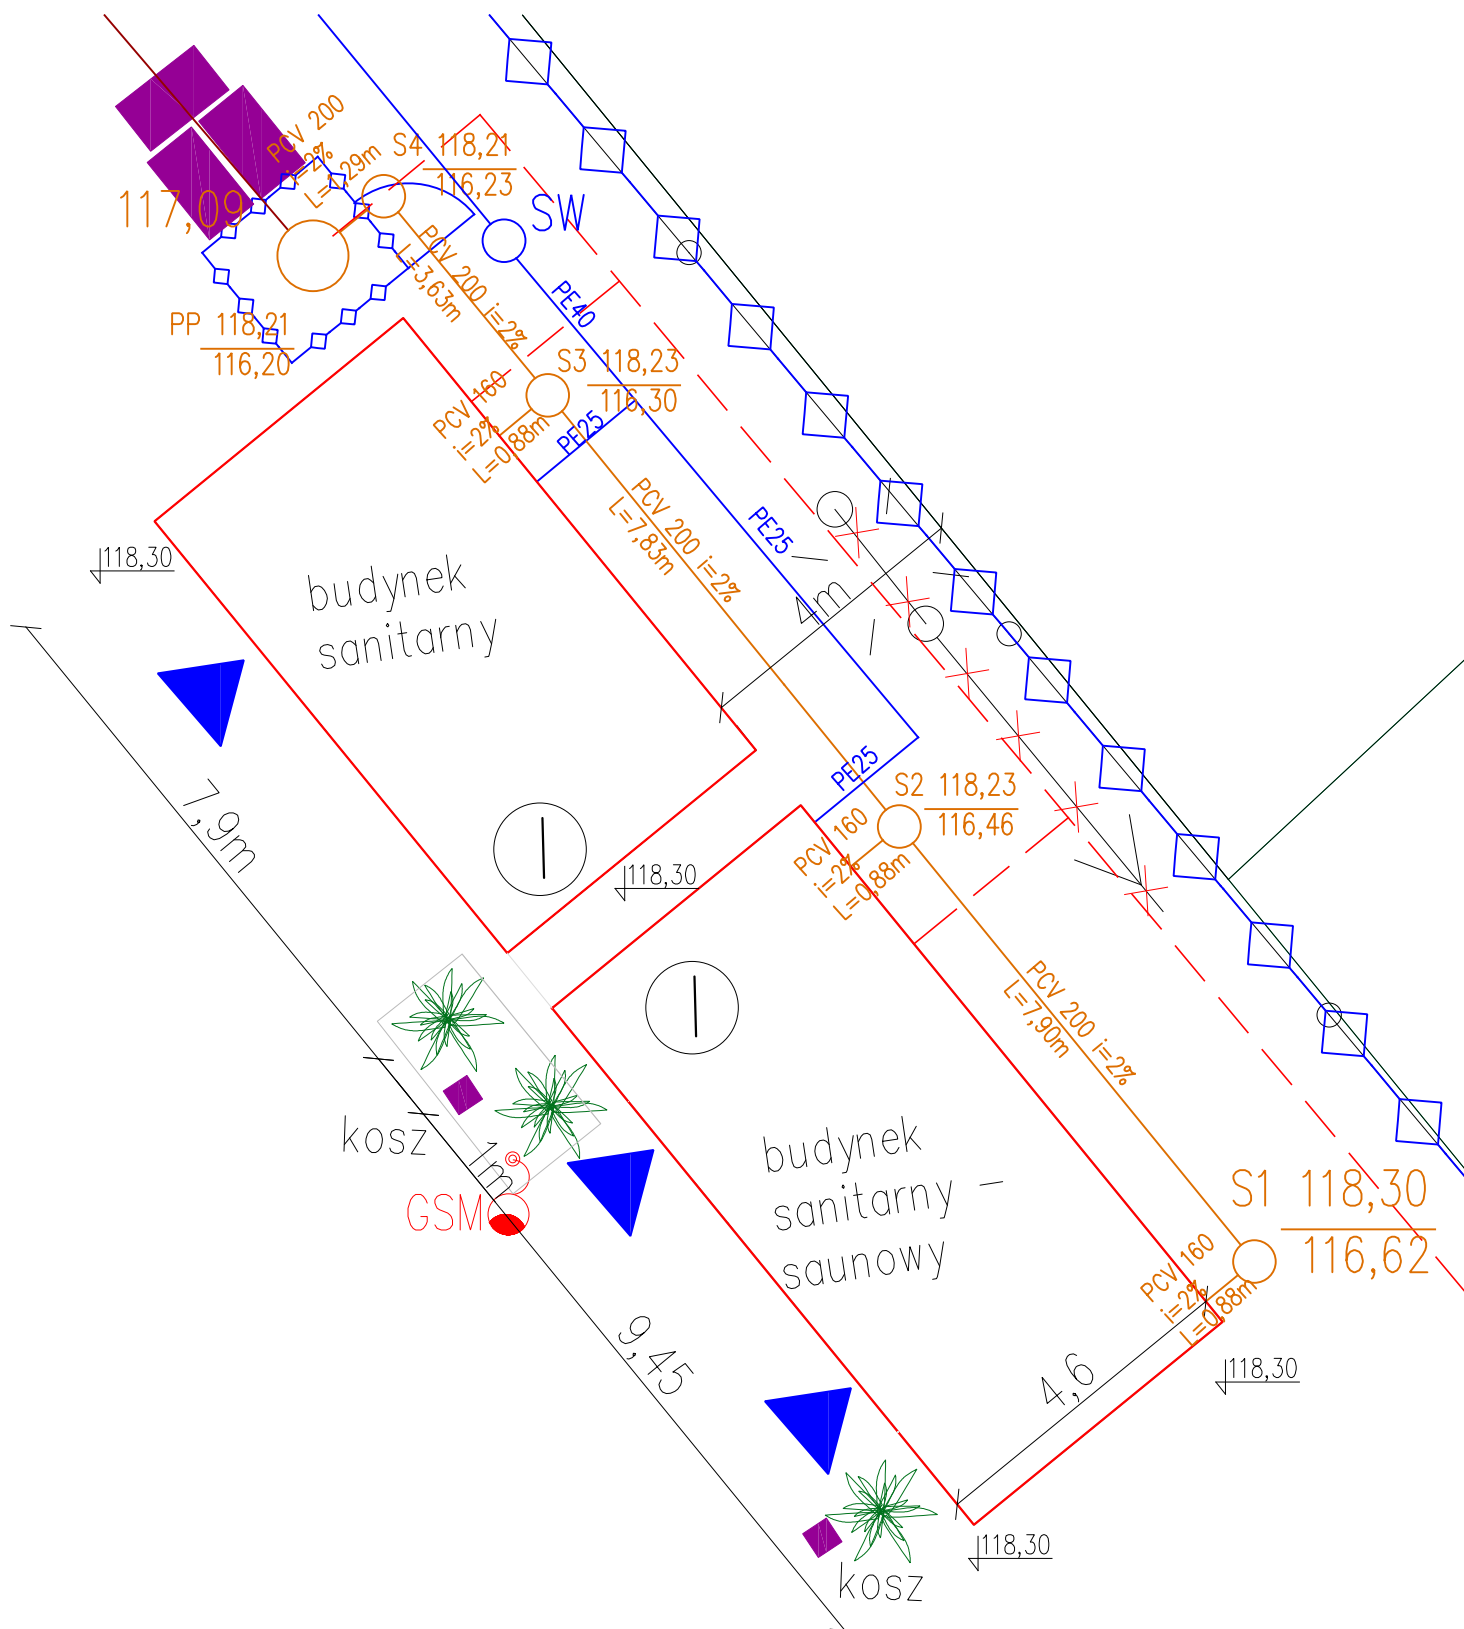 PCV 200
i=2%
L=1,29m
S4 118,21
116,23
117,09
SW
PCV 200 i=2%
L=3,63m
PE40
PP 118,21
116,20
S3 118,23
116,30
PCV 160
i=2%
L=0,88m
PE25
PCV 200 i=2%
L=7,83m
PE25
4m
118,30
budynek
sanitarny
7,9m
PE25
S2 118,23
116,46
PCV 160
i=2%
L=0,88m
118,30
PCV 200 i=2%
L=7,90m
kosz
1m
GSM
budynek
sanitarny -
saunowy
S1 118,30
116,62
PCV 160
i=2%
L=0,88m
9,45
4,6
118,30
118,30
kosz